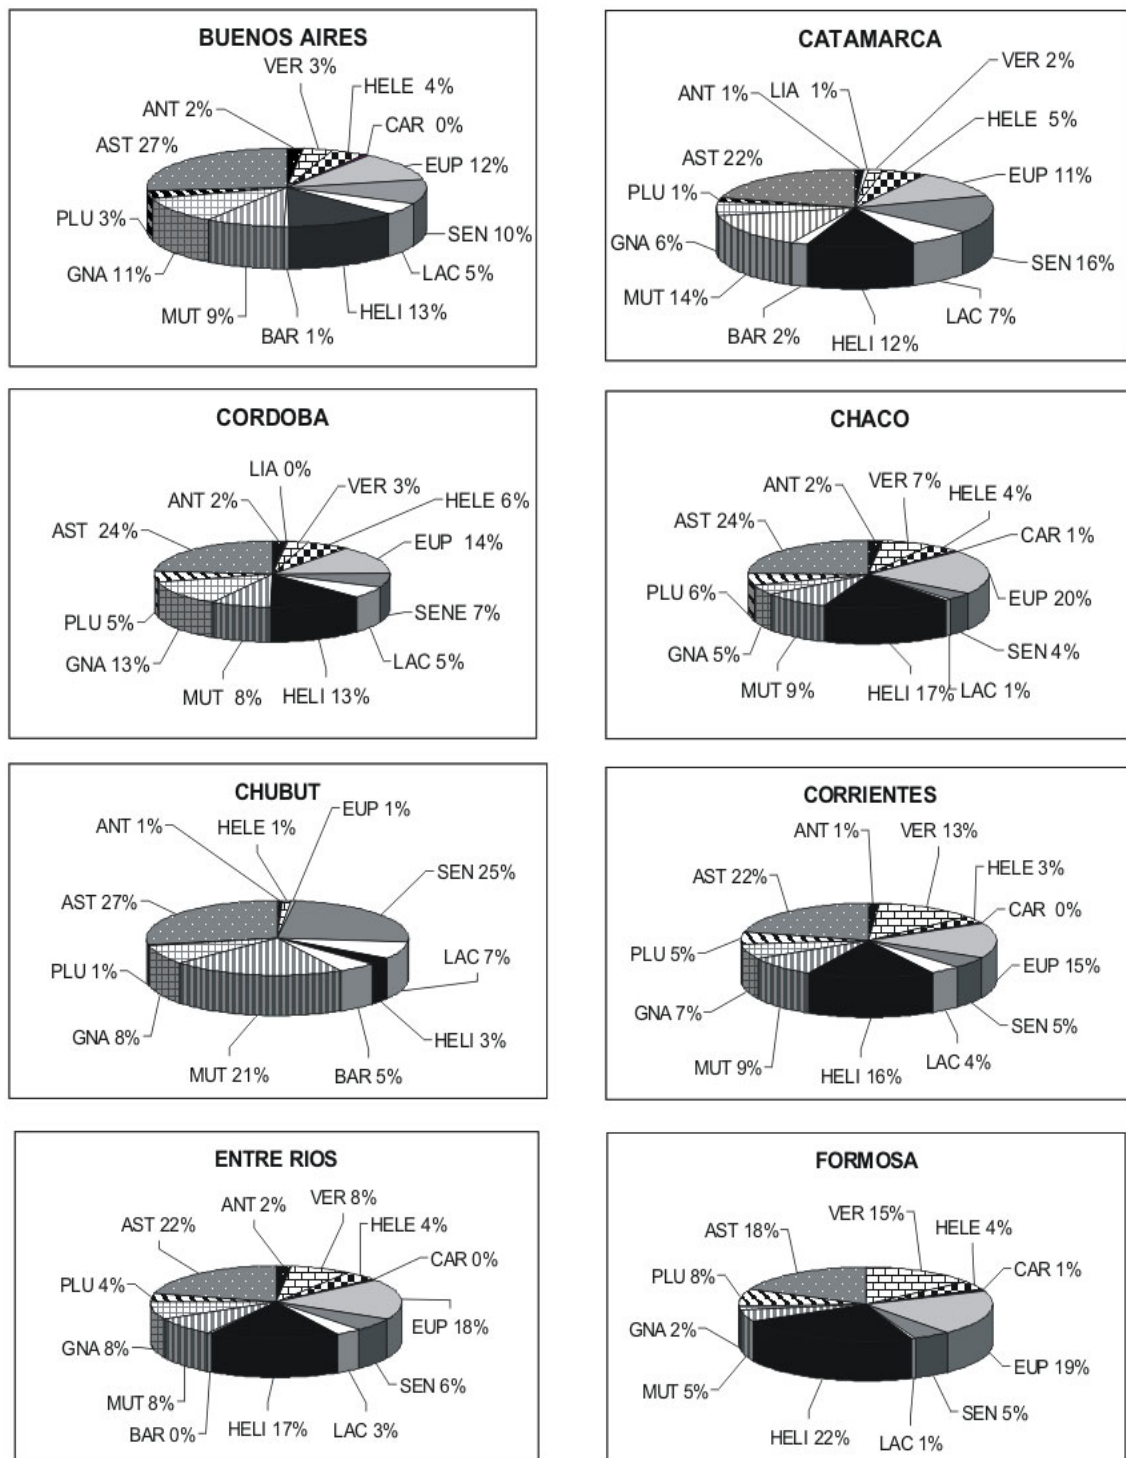 BUENOS AIRES
VER 3%
HELE 4%
ANT 2%
CAR 0%
AST 27%
EUP 12%
PLU 3%
SEN 10%
GNA 11%
LAC 5%
MUT 9%
HELI 13%
BAR 1%
CATAMARCA
VER 2%
LIA 1%
ANT 1%
HELE 5%
AST 22%
EUP 11%
PLU 1%
GNA 6%
SEN 16%
MUT 14%
LAC 7%
BAR 2%
HELI 12%
CORDOBA
LIA 0%
VER 3%
ANT 2%
HELE 6%
AST 24%
EUP 14%
SENE 7%
PLU 5%
GNA 13%
LAC 5%
MUT 8%
HELI 13%
CHACO
VER 7%
ANT 2%
HELE 4%
AST 24%
CAR 1%
PLU 6%
EUP 20%
GNA 5%
SEN 4%
MUT 9%
HELI 17%
LAC 1%
CHUBUT
EUP 1%
ANT 1%
HELE 1%
SEN 25%
AST 27%
LAC 7%
PLU 1%
GNA 8%
HELI 3%
MUT 21%
BAR 5%
CORRIENTES
ANT 1%
VER 13%
HELE 3%
AST 22%
CAR 0%
PLU 5%
EUP 15%
GNA 7%
SEN 5%
MUT 9%
LAC 4%
HELI 16%
ENTRE RIOS
VER 8%
ANT 2%
AST 22%
HELE 4%
CAR 0%
PLU 4%
EUP 18%
GNA 8%
SEN 6%
MUT 8%
BAR 0%
HELI 17%
LAC 3%
FORMOSA
VER 15%
AST 18%
HELE 4%
CAR 1%
PLU 8%
GNA 2%
EUP 19%
MUT 5%
SEN 5%
HELI 22%
LAC 1%